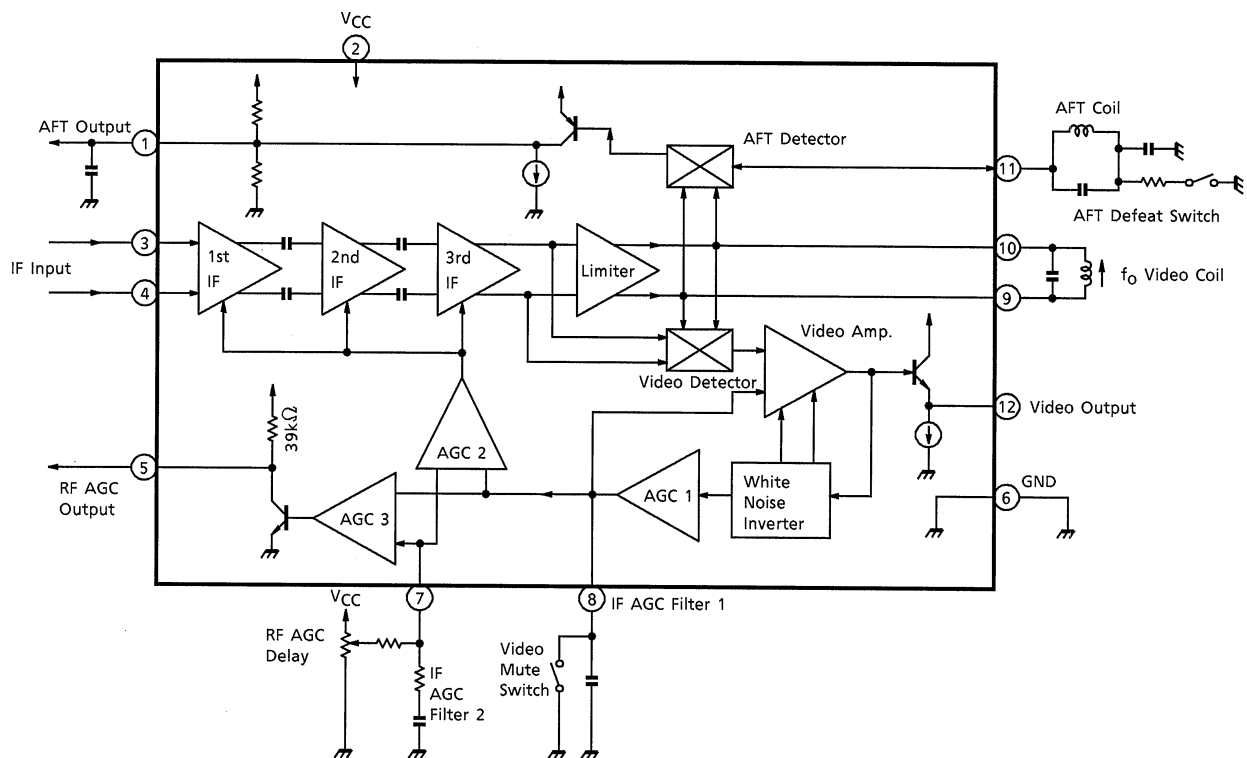 VCC
2
AFT Output
1
AFT Detector
AFT Coil
11
AFT Defeat Switch
IF Input
3
4
1st
IF
2nd
IF
3rd
IF
Limiter
10
9
fo Video Coil
Video Detector
Video Amp.
12
Video Output
39kΩ
5
RF AGC
Output
AGC 2
AGC 3
AGC 1
White
Noise
Inverter
6
GND
7
8
IF AGC Filter 1
VCC
RF AGC
Delay
IF
AGC
Filter 2
Video
Mute
Switch